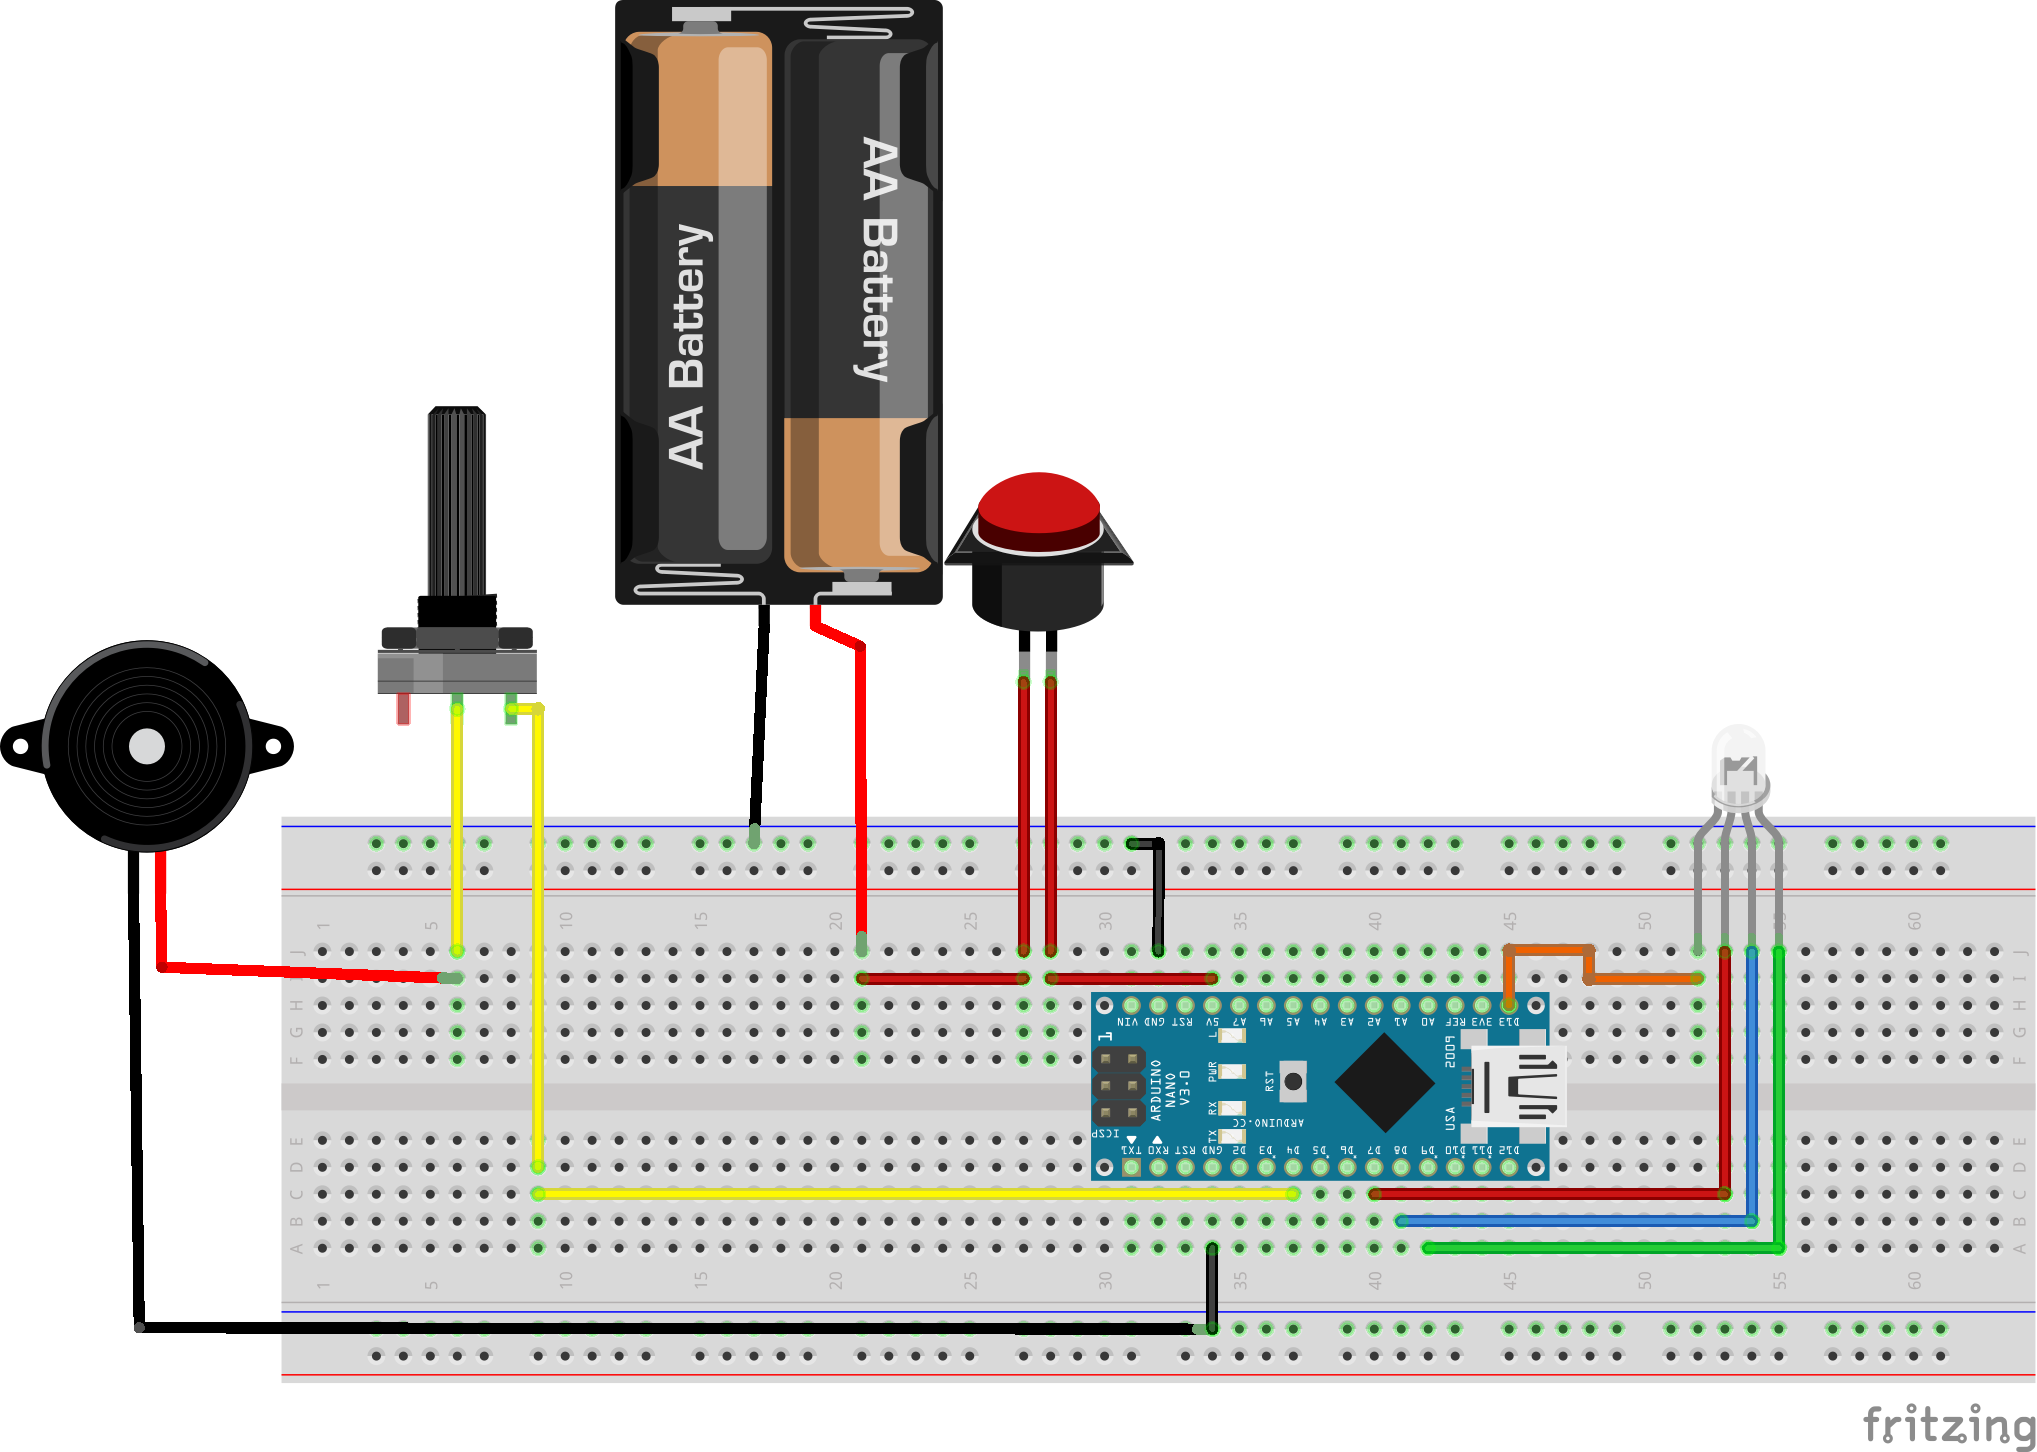 AA Battery
AA Battery
1 5 10 15 20 25 30 35 40 45 50 55 60
J J
I I
H H
G G
F F
VIN GND RST 5V A7 A6 A5 A4 A3 A2 A1 A0 REF 3V3 D13
1
L
PWR
RX
TX
RST
ARDUINO
NANO
V3.0
ARDUINO.CC
USA
ICSP
TX1 RX0 RST GND D2 D3 D4 D5 D6 D7 D8 D9 D10 D11 D12
E E
D D
C C
B B
A A
1 5 10 15 20 25 30 35 40 45 50 55 60
fritzing